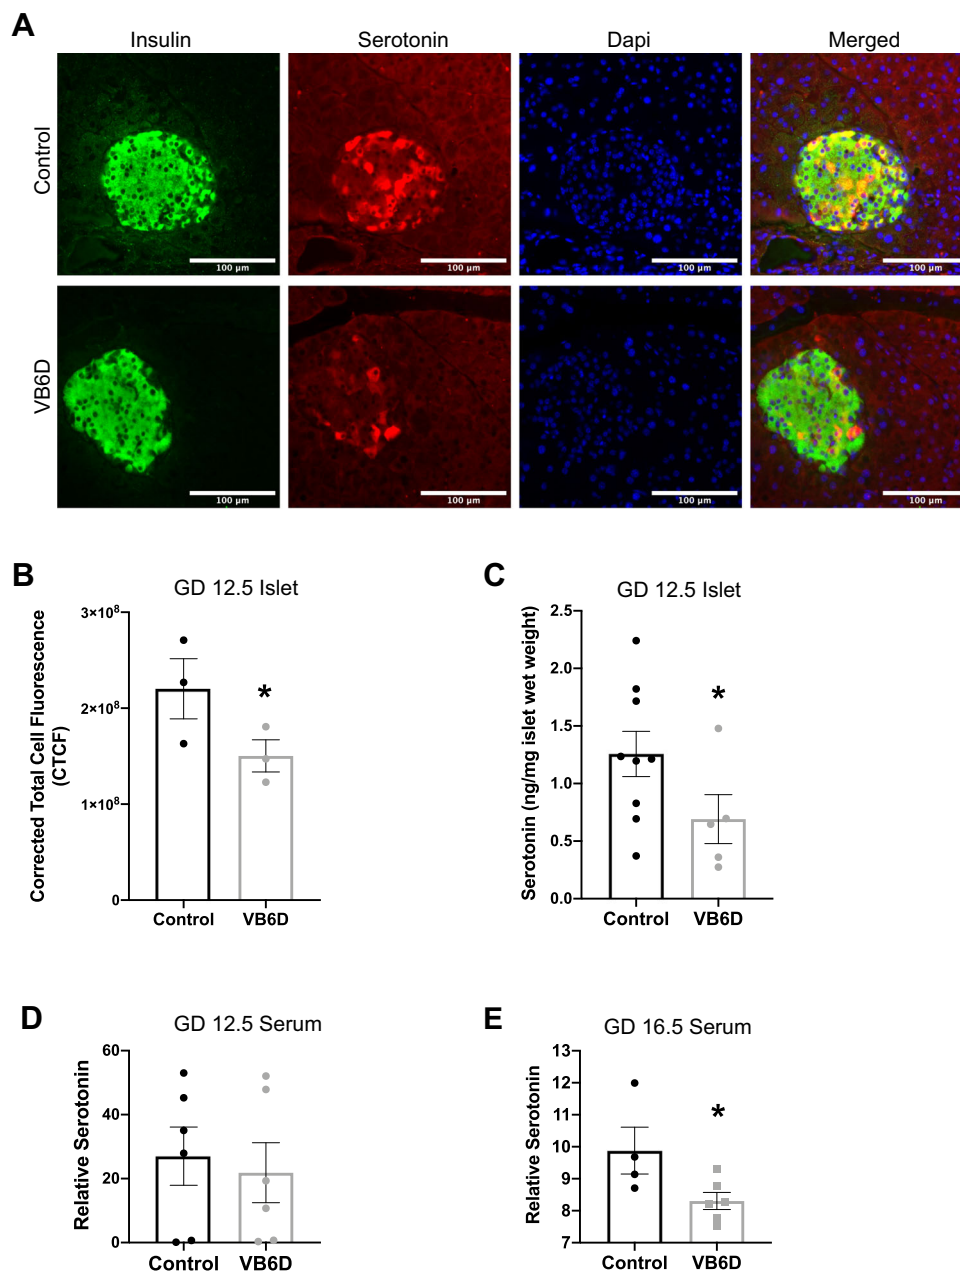 A
Insulin Serotonin Dapi Merged
Control
100 µm 100 µm 100 µm 100 µm
VB6D
100 µm 100 µm 100 µm 100 µm
B
GD 12.5 Islet
Corrected Total Cell Fluorescence
(CTCF)
3×10⁸
2×10⁸
1×10⁸
0
*
Control VB6D
C
GD 12.5 Islet
Serotonin (ng/mg islet wet weight)
2.5
2.0
1.5
1.0
0.5
0.0
*
Control VB6D
D
GD 12.5 Serum
Relative Serotonin
60
40
20
0
Control VB6D
E
GD 16.5 Serum
Relative Serotonin
13
12
11
10
9
8
7
*
Control VB6D